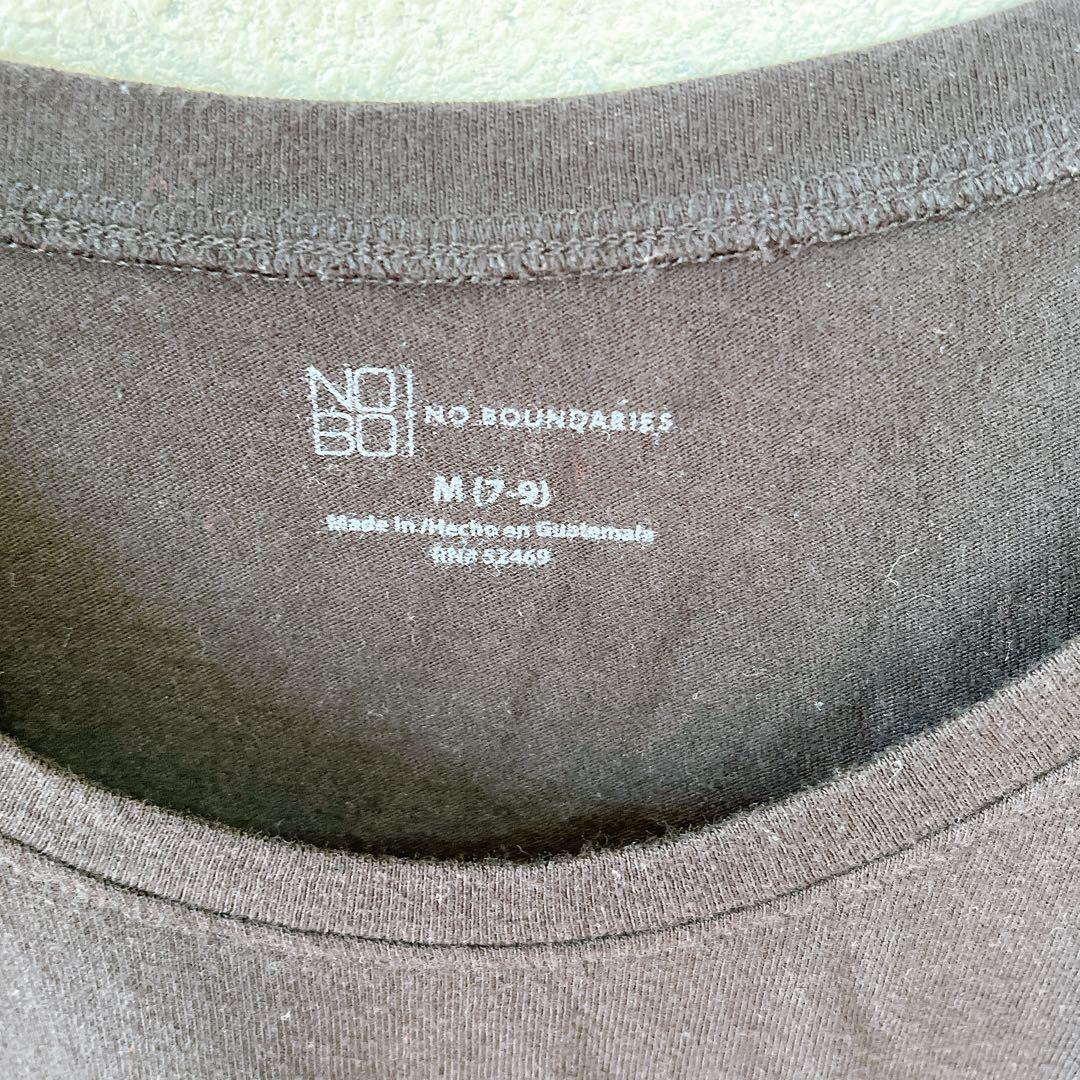 NO
BO
NO BOUNDARIES
M (7-9)
Made in /Hecho en Guatemala
RN# 52469